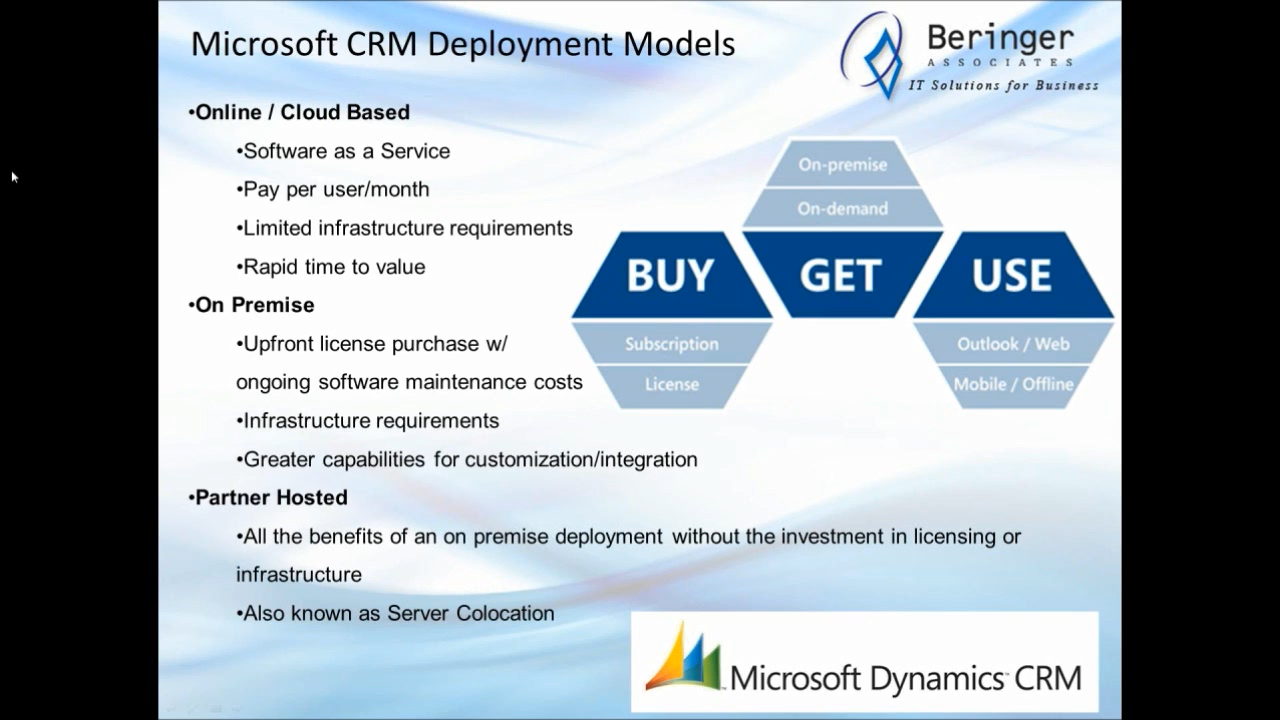 Microsoft CRM Deployment Models
Beringer
ASSOCIATES
IT Solutions for Business
•Online / Cloud Based
•Software as a Service
•Pay per user/month
•Limited infrastructure requirements
•Rapid time to value
•On Premise
•Upfront license purchase w/
ongoing software maintenance costs
•Infrastructure requirements
•Greater capabilities for customization/integration
•Partner Hosted
•All the benefits of an on premise deployment without the investment in licensing or
infrastructure
•Also known as Server Colocation
On-premise
On-demand
BUY
GET
USE
Subscription
License
Outlook / Web
Mobile / Offline
Microsoft Dynamics CRM